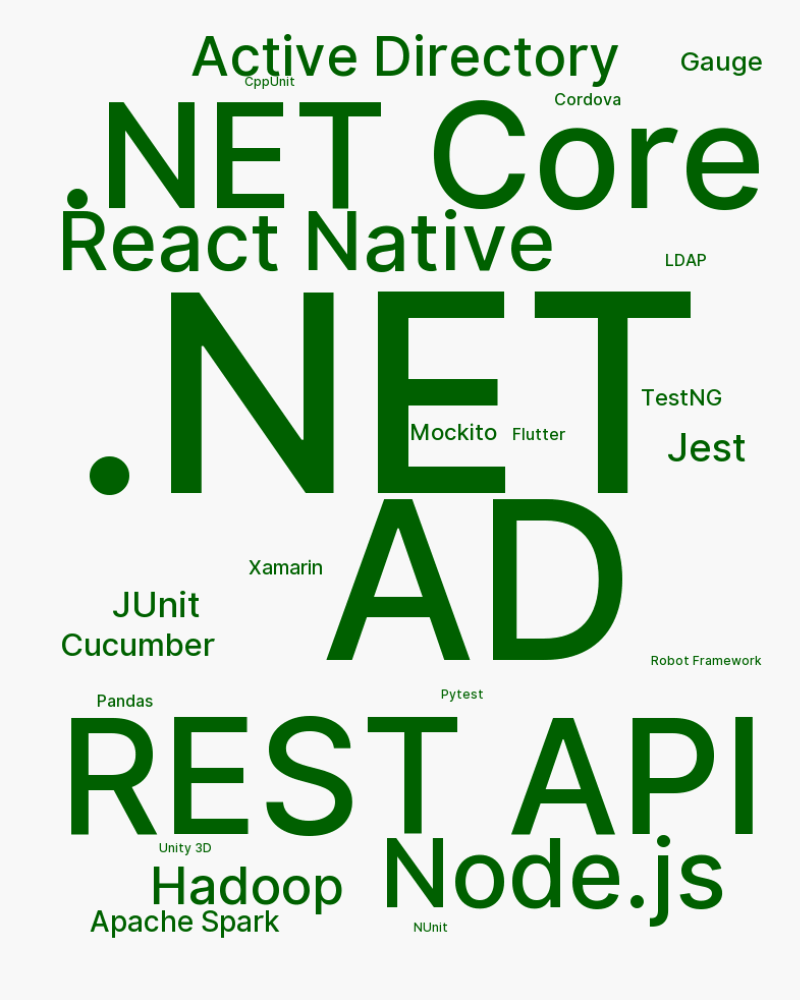 Active Directory
Gauge
CppUnit
Cordova
.NET Core
React Native
LDAP
.NET
TestNG
Mockito
Flutter
Jest
AD
Xamarin
JUnit
Cucumber
Robot Framework
Pytest
Pandas
REST API
Unity 3D
Node.js
Hadoop
Apache Spark
NUnit